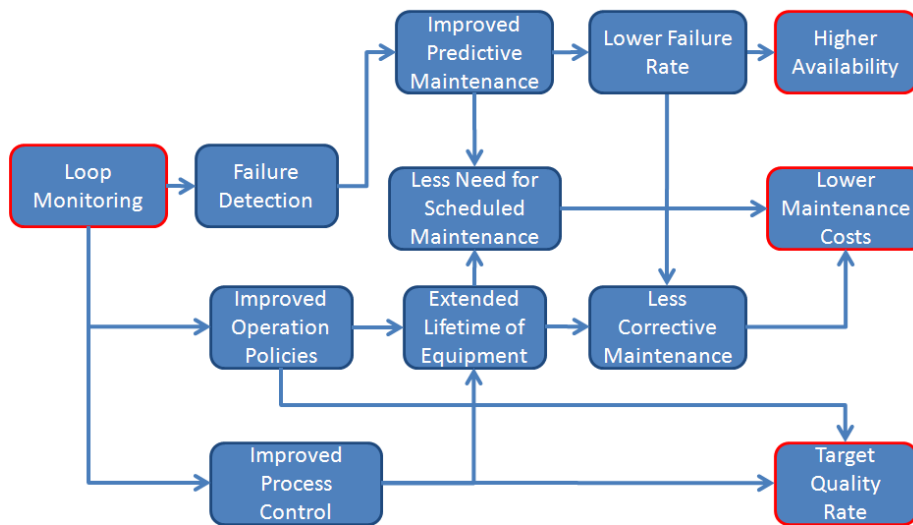 Improved
Predictive
Maintenance
Lower Failure
Rate
Higher
Availability
Loop
Monitoring
Failure
Detection
Less Need for
Scheduled
Maintenance
Lower
Maintenance
Costs
Improved
Operation
Policies
Extended
Lifetime of
Equipment
Less
Corrective
Maintenance
Improved
Process
Control
Target
Quality
Rate